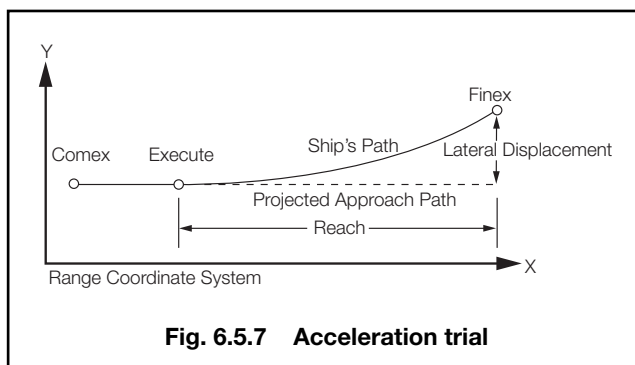 Y
Finex
Ship's Path
Comex
Execute
Lateral Displacement
Projected Approach Path
Reach
X
Range Coordinate System
Fig. 6.5.7 Acceleration trial